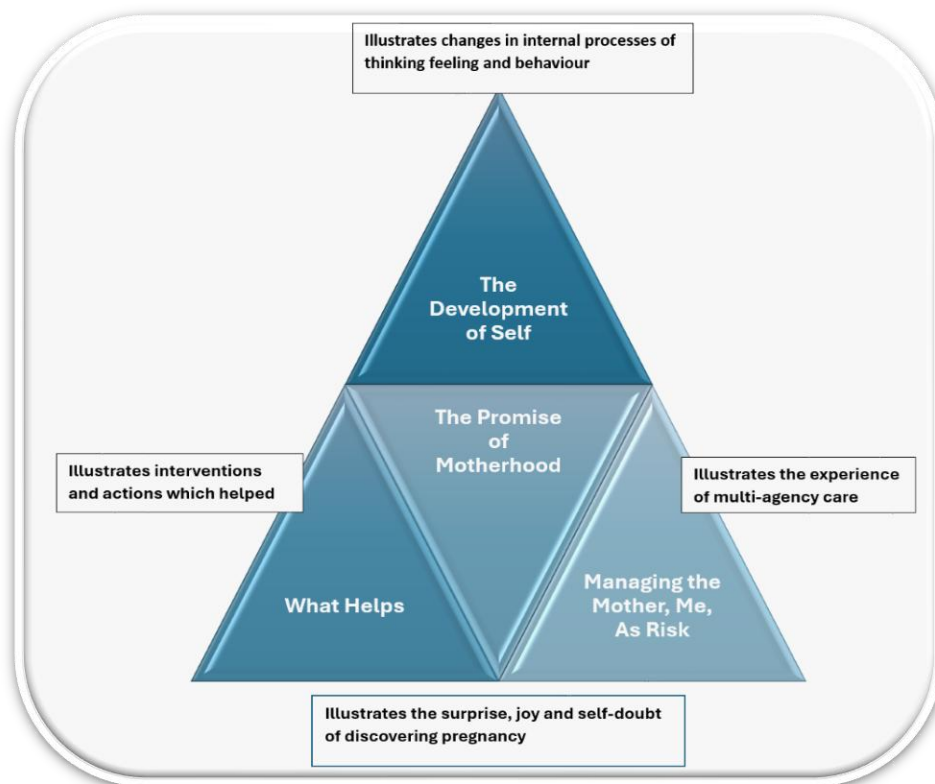 Illustrates changes in internal processes of
thinking feeling and behaviour
The
Development
of Self
The Promise
of
Motherhood
Illustrates interventions
and actions which helped
Illustrates the experience
of multi-agency care
What Helps
Managing the
Mother, Me,
As Risk
Illustrates the surprise, joy and self-doubt
of discovering pregnancy